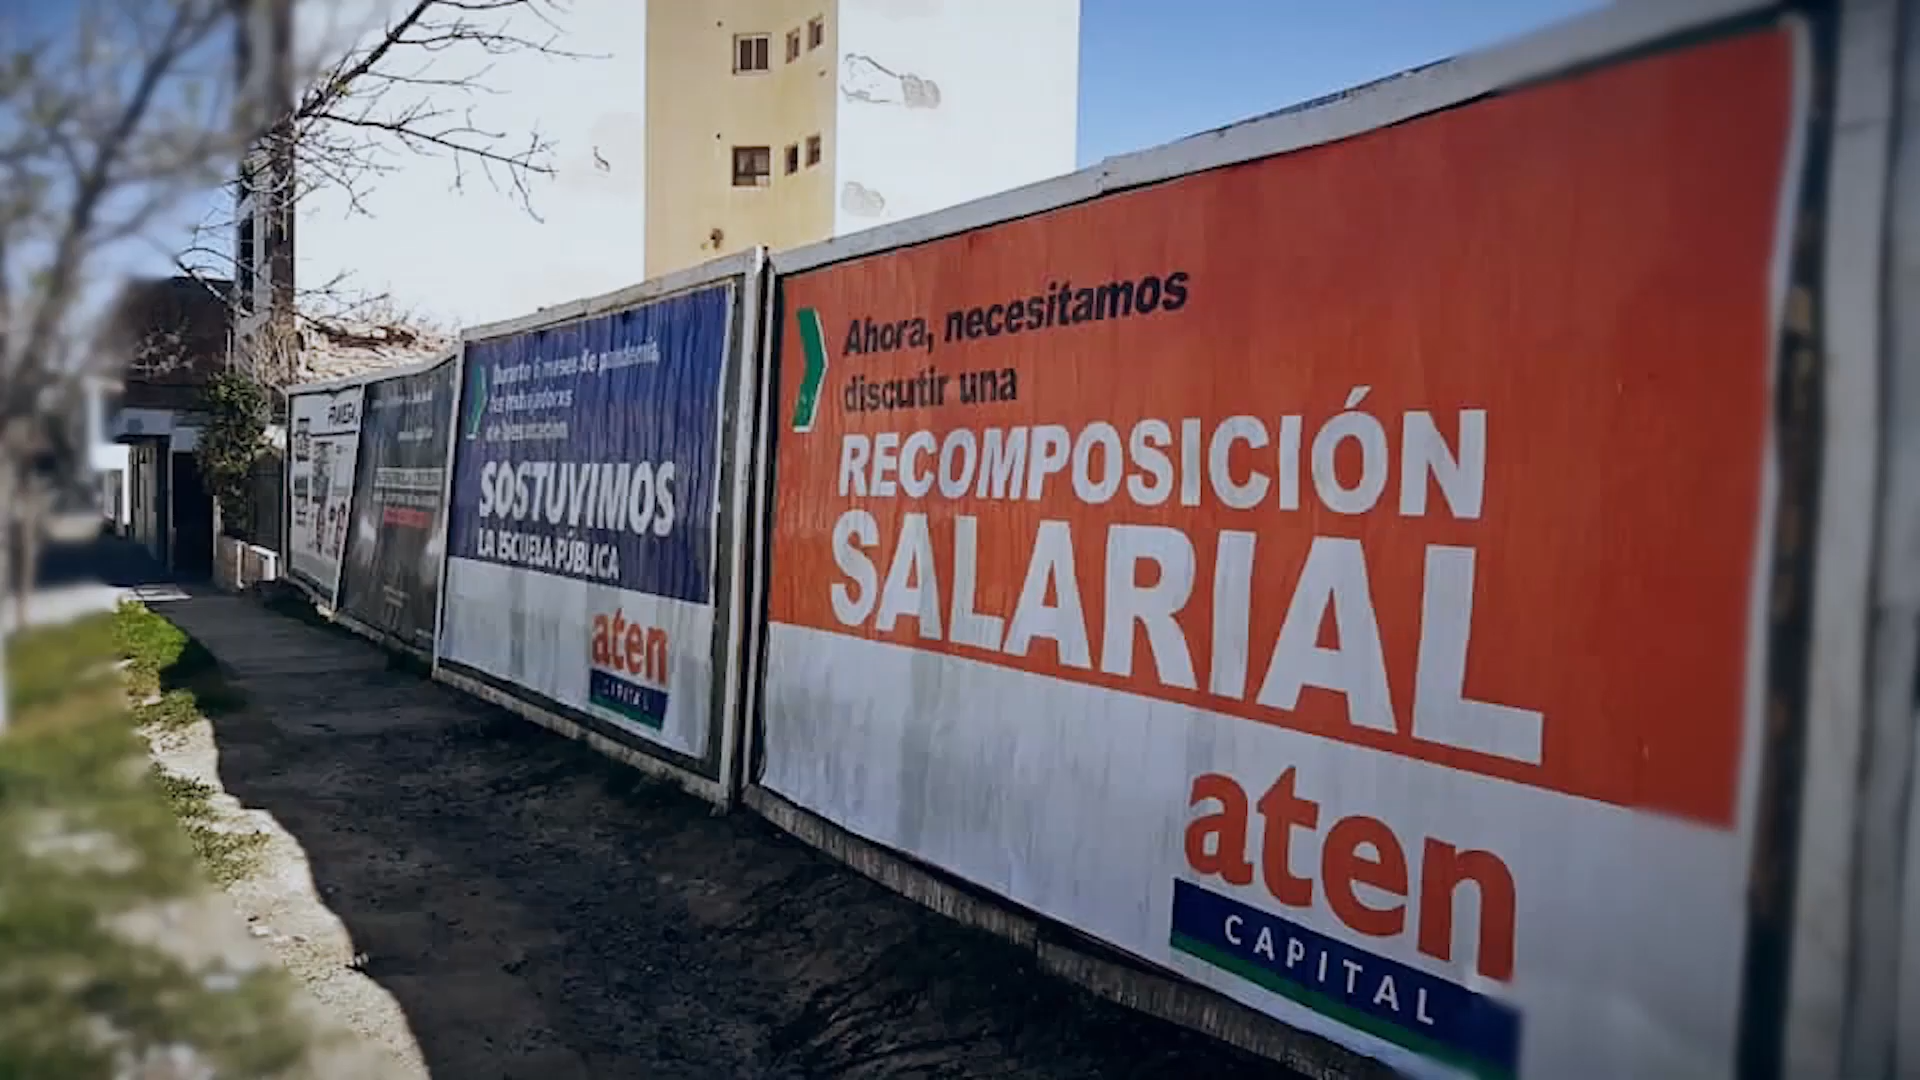 Ahora, necesitamos
discutir una
RECOMPOSICIÓN
SALARIAL
aten
CAPITAL
Durante 6 meses de pandemia,
SOSTUVIMOS
LA ESCUELA PÚBLICA
aten
CAPITAL